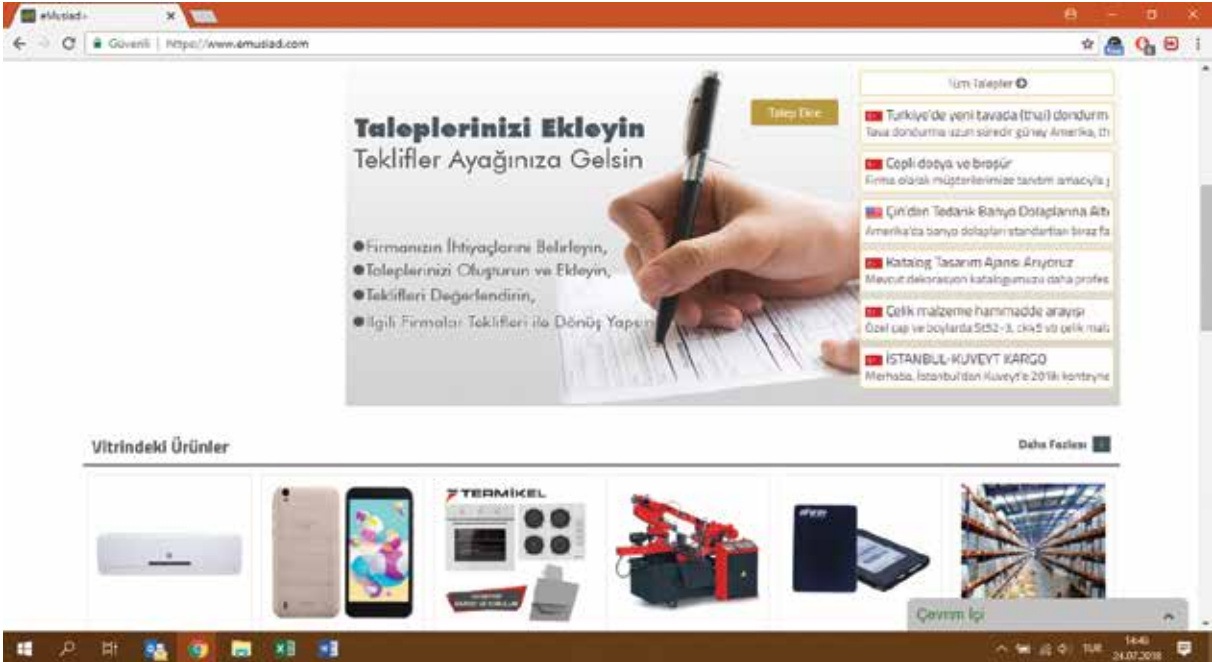 eMusiad-
Güvenli | https://www.emusiad.com
Tüm Talepler
Taleplerinizi Ekleyin
Teklifler Ayağınıza Gelsin
Talep Ekle
Türkiye'de yeni tavada (thai) dondurm
Tava dondurma uzun süredir güney Amerika, th
Cepli dosya ve broşür
Firma olarak müşterilerimize tanıtım amacıyla
Çin'den Tedarik Banyo Dolaplarına Altı
Amerika'da banyo dolapları standartları biraz fa
Katalog Tasarım Ajansı Arıyoruz
Mevcut dekorasyon katalogumuzu daha profes
Çelik malzeme hammadde arayışı
Özel çap ve boylarda St52-3, ck45 vb çelik malz
İSTANBUL-KUVEYT KARGO
Merhaba, İstanbul'dan Kuveyt'e 20'lik konteyne
●Firmanızın İhtiyaçlarını Belirleyin,
●Taleplerinizi Oluşturun ve Ekleyin,
●Teklifleri Değerlendirin,
●İlgili Firmalar Teklifleri ile Dönüş Yapsın
Vitrindeki Ürünler
Daha Fazlası
TERMİKEL
Çevrim İçi
TUR
14:40
24.07.2018